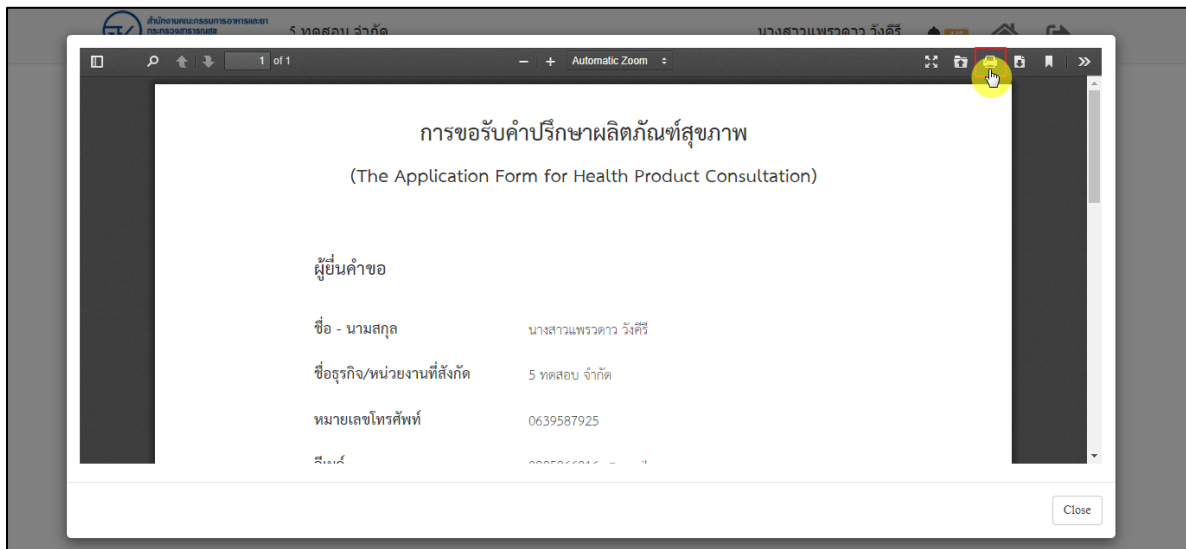 สำนักงานคณะกรรมการอาหารและยา
กระทรวงสาธารณสุข
5 ทดสอบ จำกัด
นางสาวแพรวดาว วังคีรี
1 of 1
Automatic Zoom
การขอรับคำปรึกษาผลิตภัณฑ์สุขภาพ
(The Application Form for Health Product Consultation)
ผู้ยื่นคำขอ
ชื่อ - นามสกุล นางสาวแพรวดาว วังคีรี
ชื่อธุรกิจ/หน่วยงานที่สังกัด 5 ทดสอบ จำกัด
หมายเลขโทรศัพท์ 0639587925
อีเมล์
Close